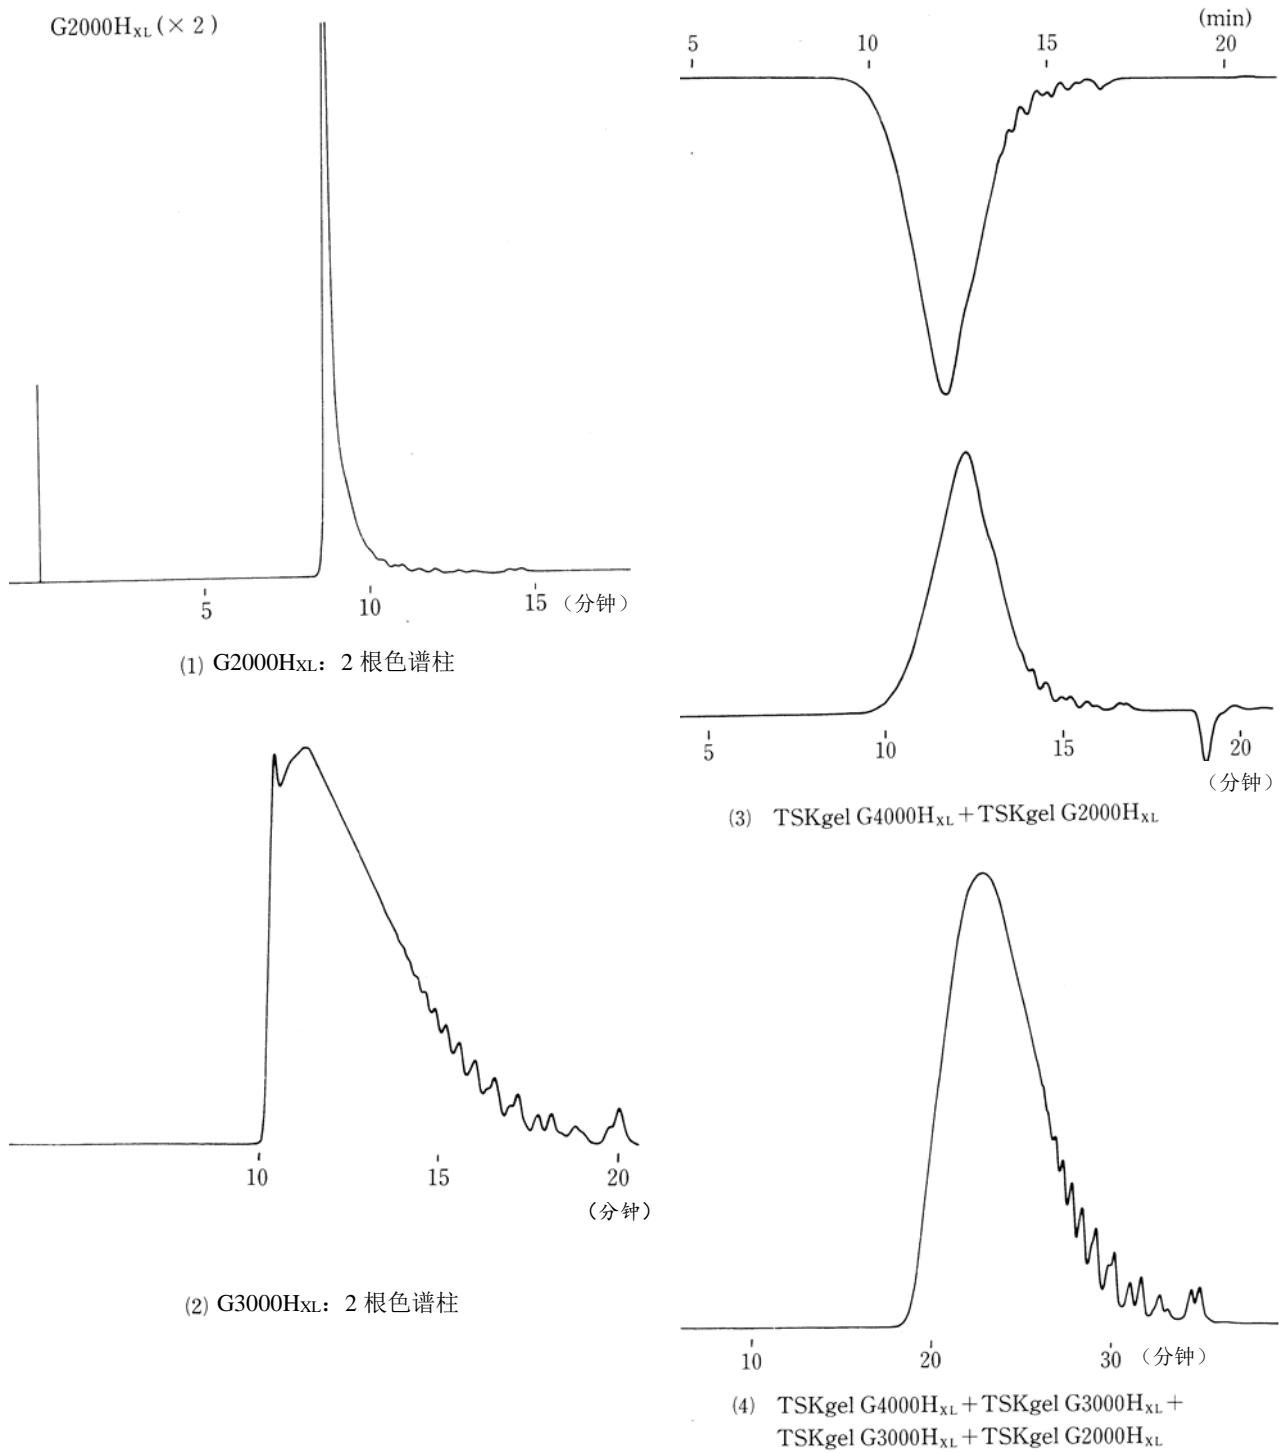 G2000HXL (× 2)
5 10 15 (分钟)
(1) G2000HXL: 2 根色谱柱
10 15 20
(分钟)
(2) G3000HXL: 2 根色谱柱
(min)
5 10 15 20
5 10 15 20
(分钟)
(3) TSKgel G4000HXL+TSKgel G2000HXL
10 20 30 (分钟)
(4) TSKgel G4000HXL+TSKgel G3000HXL+
TSKgel G3000HXL+TSKgel G2000HXL